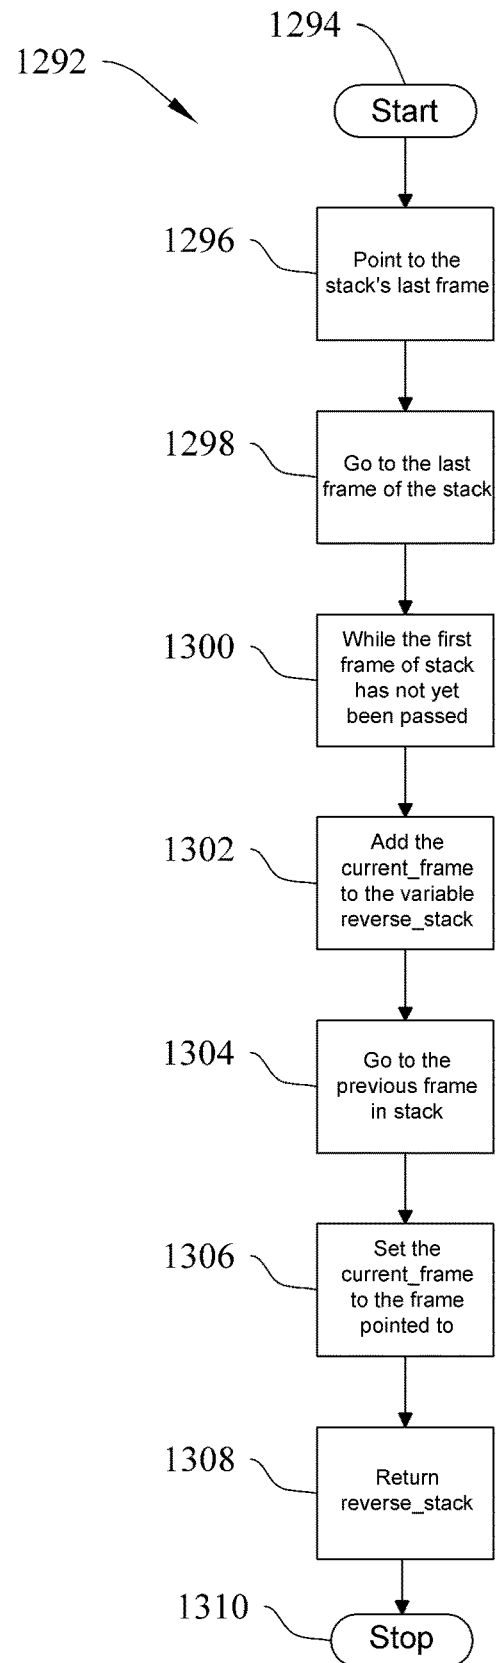 1294
1292
Start
1296
Point to the
stack's last frame
1298
Go to the last
frame of the stack
1300
While the first
frame of stack
has not yet
been passed
1302
Add the
current_frame
to the variable
reverse_stack
1304
Go to the
previous frame
in stack
1306
Set the
current_frame
to the frame
pointed to
1308
Return
reverse_stack
1310
Stop